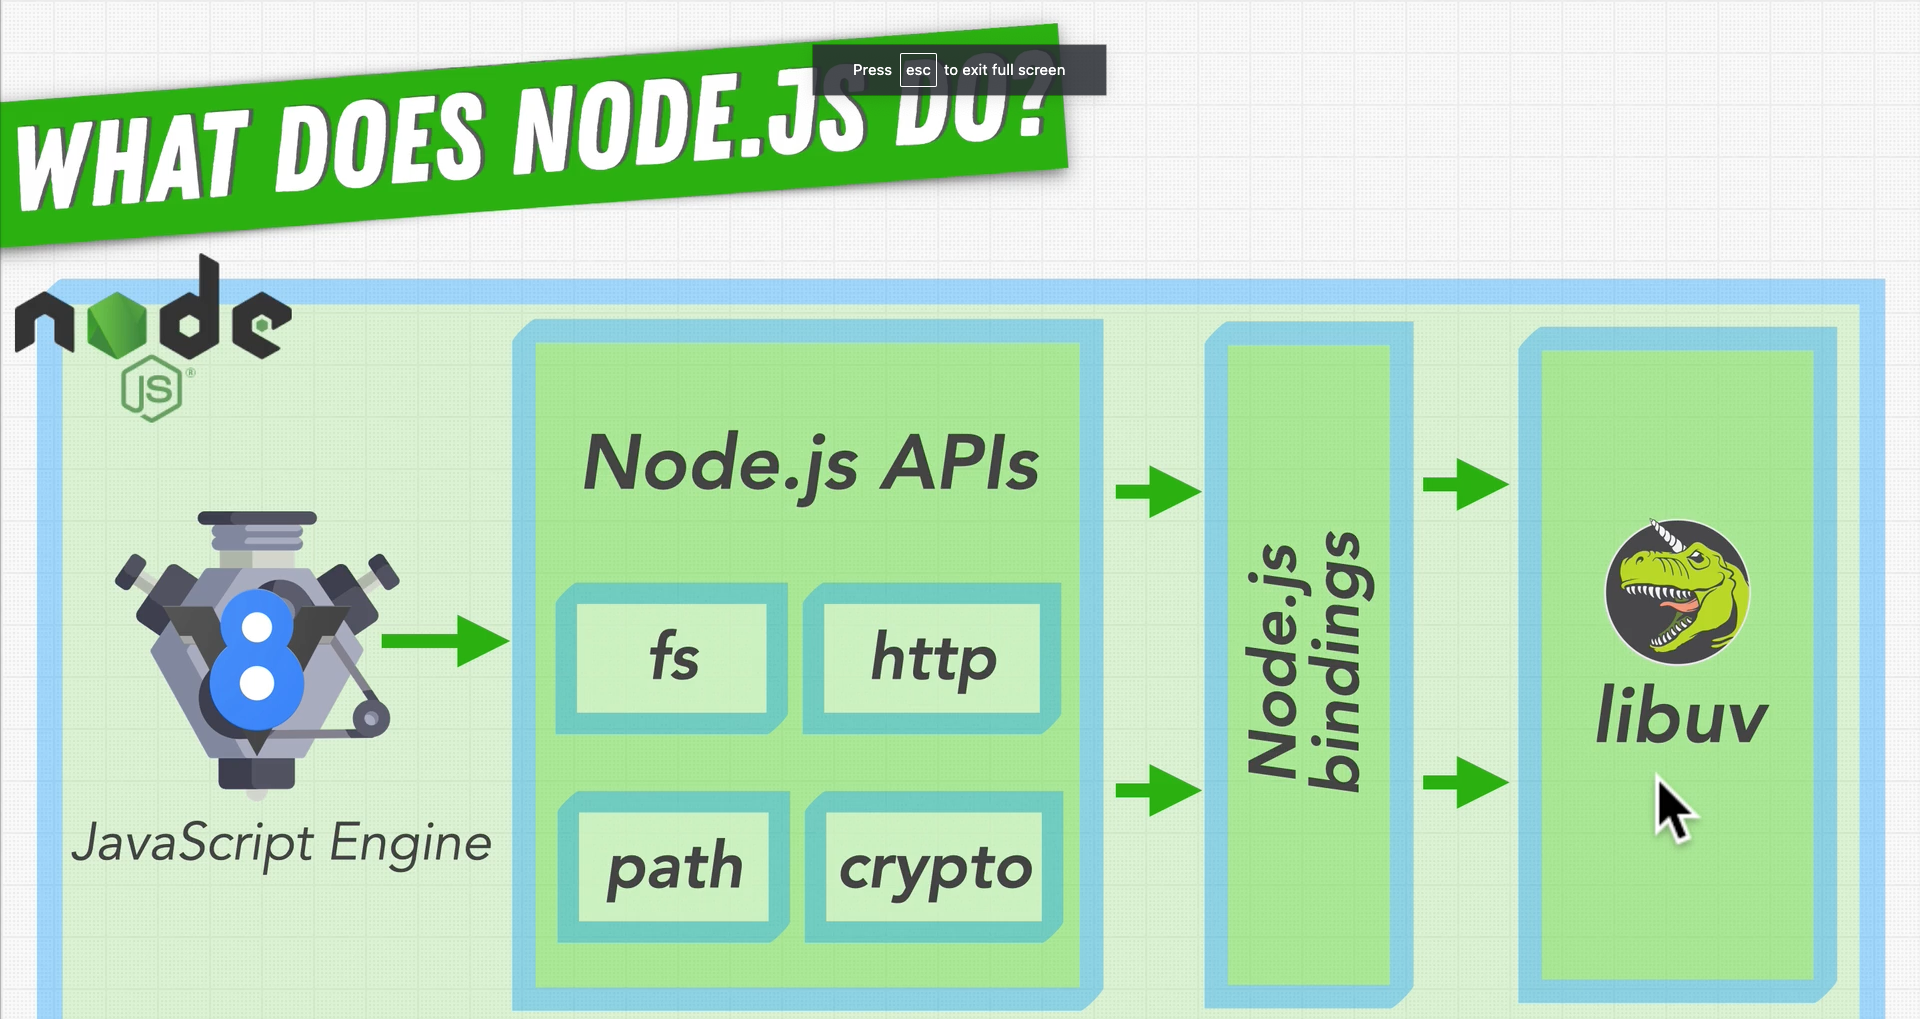 WHAT DOES NODE.JS DO?
Press esc to exit full screen
node
JS®
Node.js APIs
fs
http
path
crypto
Node.js
bindings
libuv
8
JavaScript Engine